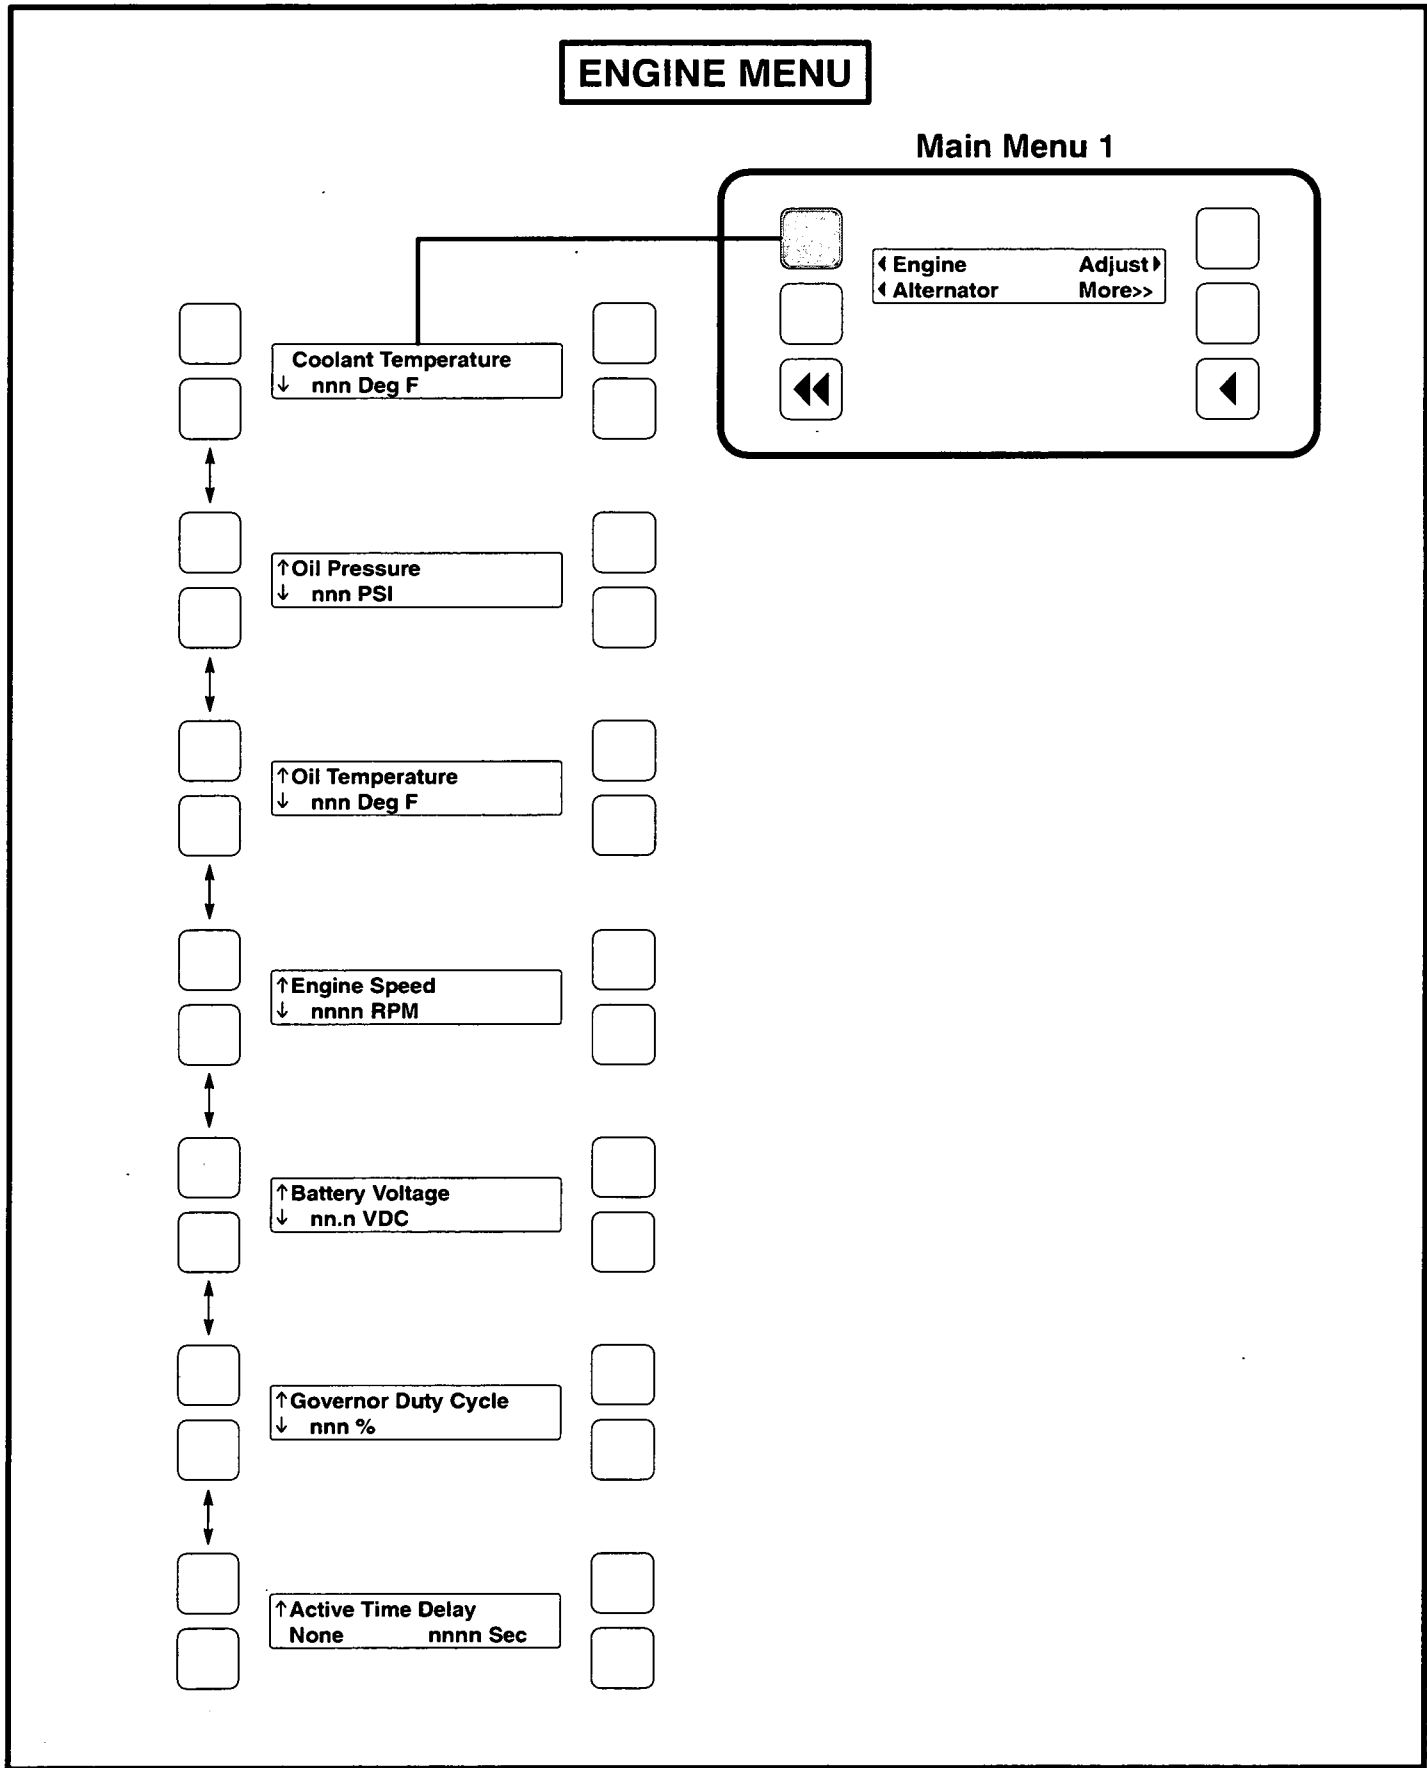 ENGINE MENU
Main Menu 1
◀ Engine Adjust ▶
◀ Alternator More>>
Coolant Temperature
↓ nnn Deg F
↑ Oil Pressure
↓ nnn PSI
↑ Oil Temperature
↓ nnn Deg F
↑ Engine Speed
↓ nnnn RPM
↑ Battery Voltage
↓ nn.n VDC
↑ Governor Duty Cycle
↓ nnn %
↑ Active Time Delay
None nnnn Sec